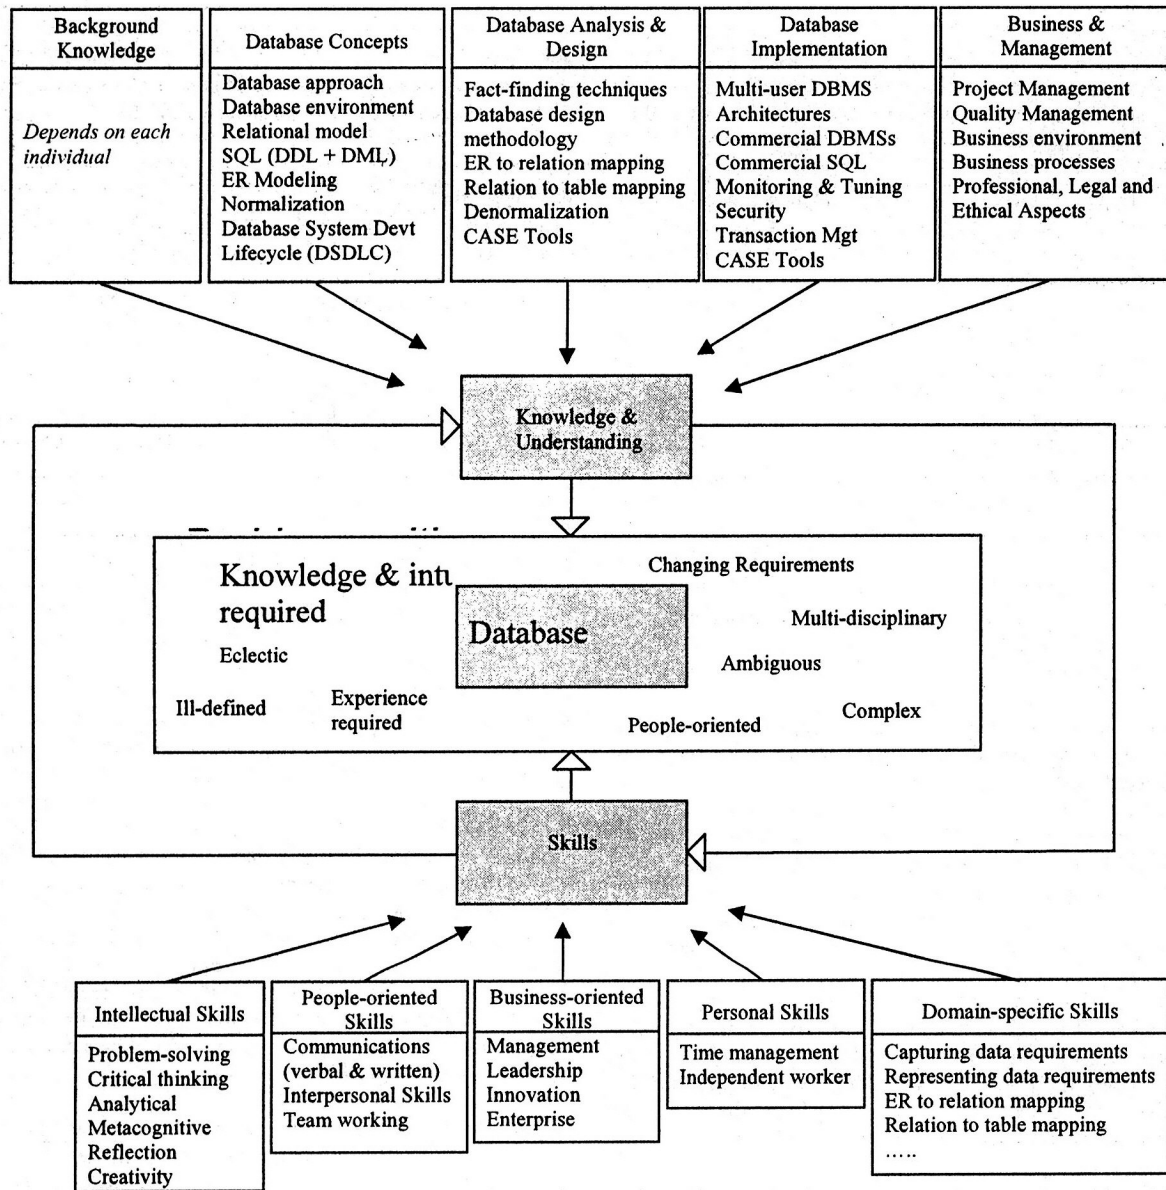 Background
Knowledge
Depends on each
individual
Database Concepts
Database approach
Database environment
Relational model
SQL (DDL + DML)
ER Modeling
Normalization
Database System Devt
Lifecycle (DSDLC)
Database Analysis &
Design
Fact-finding techniques
Database design
methodology
ER to relation mapping
Relation to table mapping
Denormalization
CASE Tools
Database
Implementation
Multi-user DBMS
Architectures
Commercial DBMSs
Commercial SQL
Monitoring & Tuning
Security
Transaction Mgt
CASE Tools
Business &
Management
Project Management
Quality Management
Business environment
Business processes
Professional, Legal and
Ethical Aspects
Knowledge &
Understanding
Knowledge & intu
required
Changing Requirements
Database
Multi-disciplinary
Eclectic
Ambiguous
Ill-defined
Experience
required
People-oriented
Complex
Skills
Intellectual Skills
Problem-solving
Critical thinking
Analytical
Metacognitive
Reflection
Creativity
People-oriented
Skills
Communications
(verbal & written)
Interpersonal Skills
Team working
Business-oriented
Skills
Management
Leadership
Innovation
Enterprise
Personal Skills
Time management
Independent worker
Domain-specific Skills
Capturing data requirements
Representing data requirements
ER to relation mapping
Relation to table mapping
.....